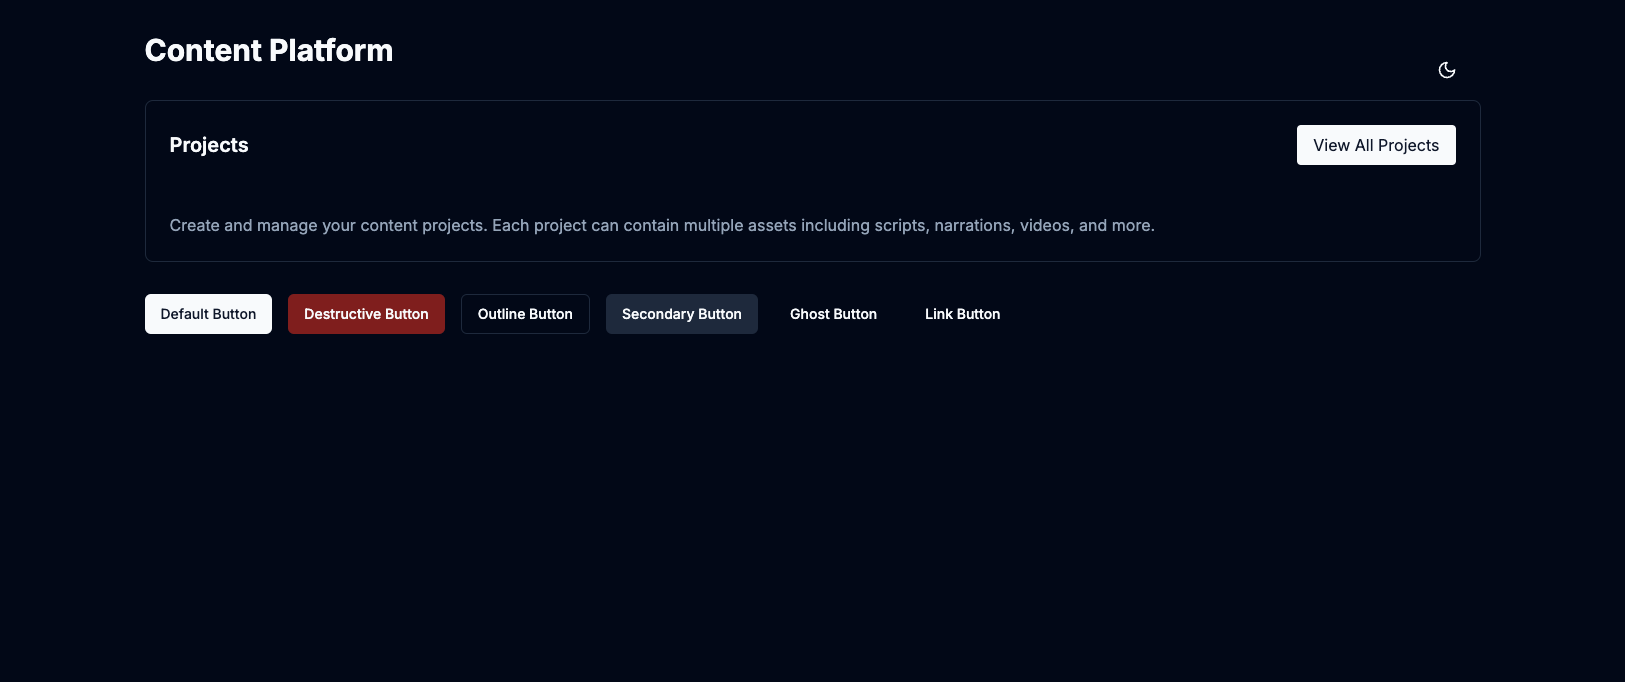 Content Platform
Projects
View All Projects
Create and manage your content projects. Each project can contain multiple assets including scripts, narrations, videos, and more.
Default Button
Destructive Button
Outline Button
Secondary Button
Ghost Button
Link Button